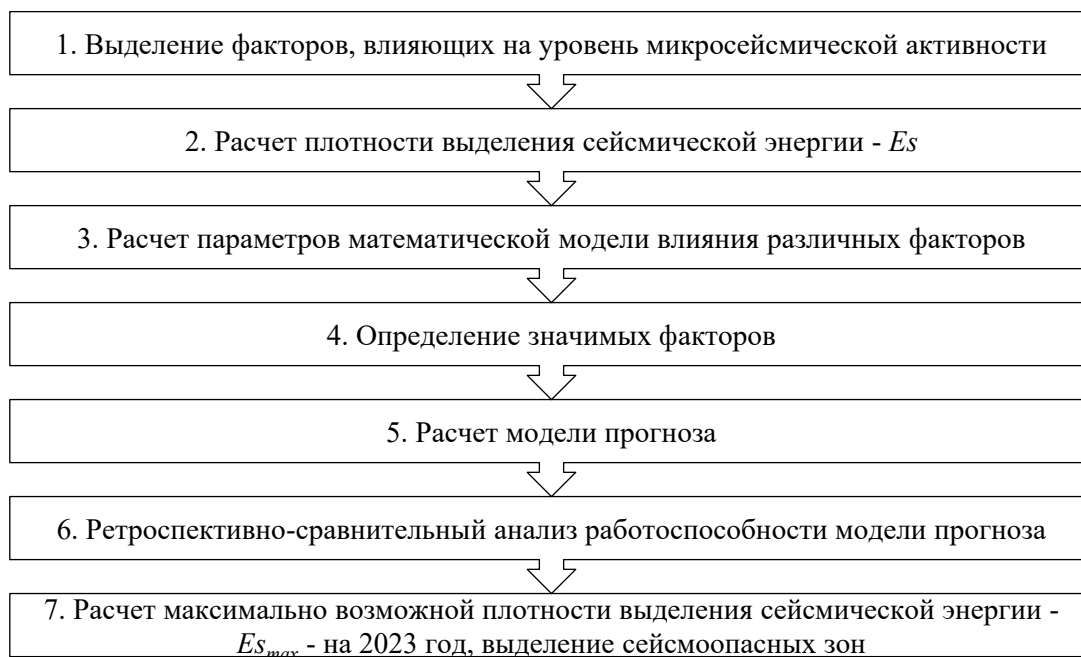 1. Выделение факторов, влияющих на уровень микросейсмической активности
2. Расчет плотности выделения сейсмической энергии - Es
3. Расчет параметров математической модели влияния различных факторов
4. Определение значимых факторов
5. Расчет модели прогноза
6. Ретроспективно-сравнительный анализ работоспособности модели прогноза
7. Расчет максимально возможной плотности выделения сейсмической энергии -
Es_max - на 2023 год, выделение сейсмоопасных зон